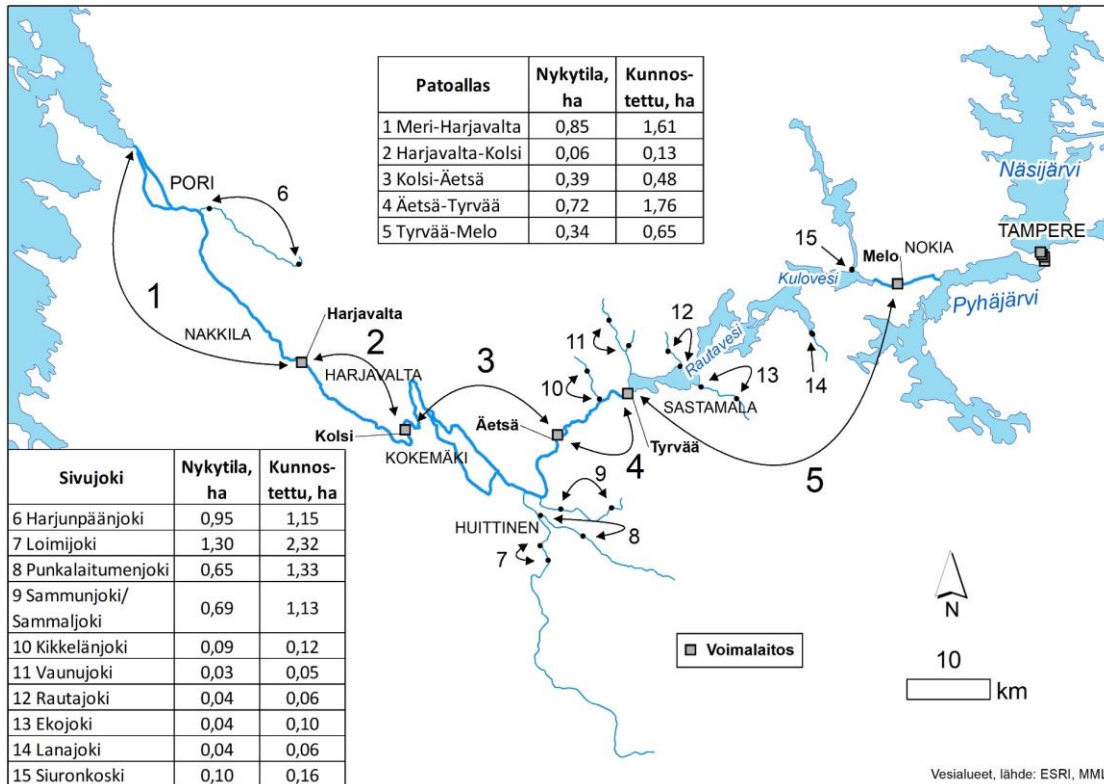 Patoallas Nykytila, ha Kunnos-tettu, ha
1 Meri-Harjavalta 0,85 1,61
2 Harjavalta-Kolsi 0,06 0,13
3 Kolsi-Äetsä 0,39 0,48
4 Äetsä-Tyrvää 0,72 1,76
5 Tyrvää-Melo 0,34 0,65
Näsijärvi
TAMPERE
PORI
6
15
Melo
NOKIA
Kulovesi
Pyhäjärvi
1
NAKKILA
Harjavalta
2
HARJAVALTA
3
12
11
Rautavesi
10
13
14
SASTAMALA
Äetsä
Tyrvää
Kolsi
KOKEMÄKI
4
5
9
HUITTINEN
8
7
Sivujoki Nykytila, ha Kunnos-tettu, ha
6 Harjunpäänjoki 0,95 1,15
7 Loimijoki 1,30 2,32
8 Punkalaitumenjoki 0,65 1,33
9 Sammunjoki/
Sammaljoki 0,69 1,13
10 Kikkelänjoki 0,09 0,12
11 Vaunujoki 0,03 0,05
12 Rautajoki 0,04 0,06
13 Ekojoki 0,04 0,10
14 Lanajoki 0,04 0,06
15 Siuronkoski 0,10 0,16
N
Voimalaitos
10
km
Vesialueet, lähde: ESRI, MML